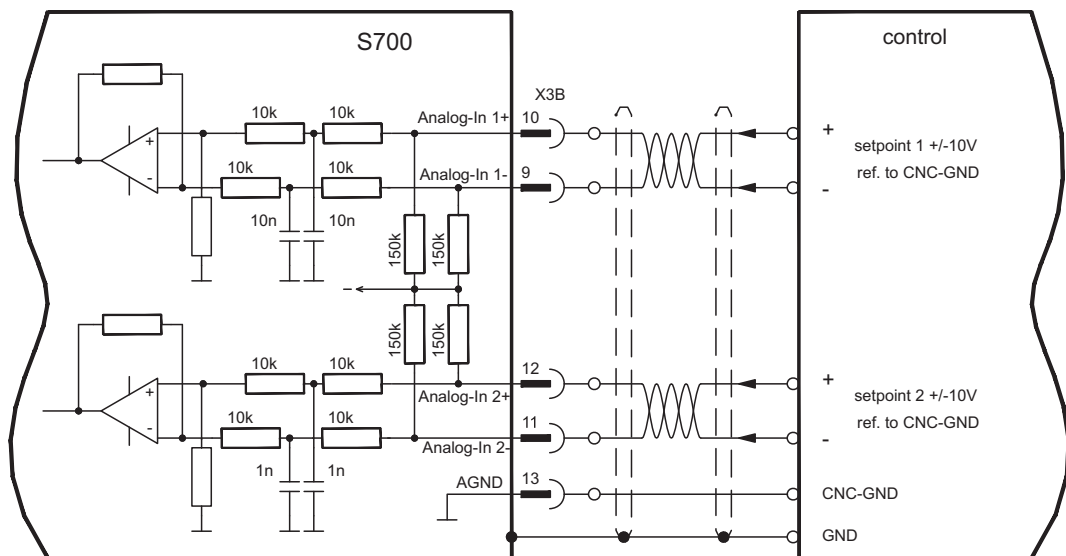 S700
control
X3B
10k
10k
Analog-In 1+
10
+
setpoint 1 +/-10V
ref. to CNC-GND
-
+
-
10k
10k
Analog-In 1-
9
10n
10n
150k
150k
-
150k
150k
10k
10k
12
Analog-In 2+
+
setpoint 2 +/-10V
ref. to CNC-GND
-
+
-
10k
10k
11
Analog-In 2-
1n
1n
AGND
13
CNC-GND
GND